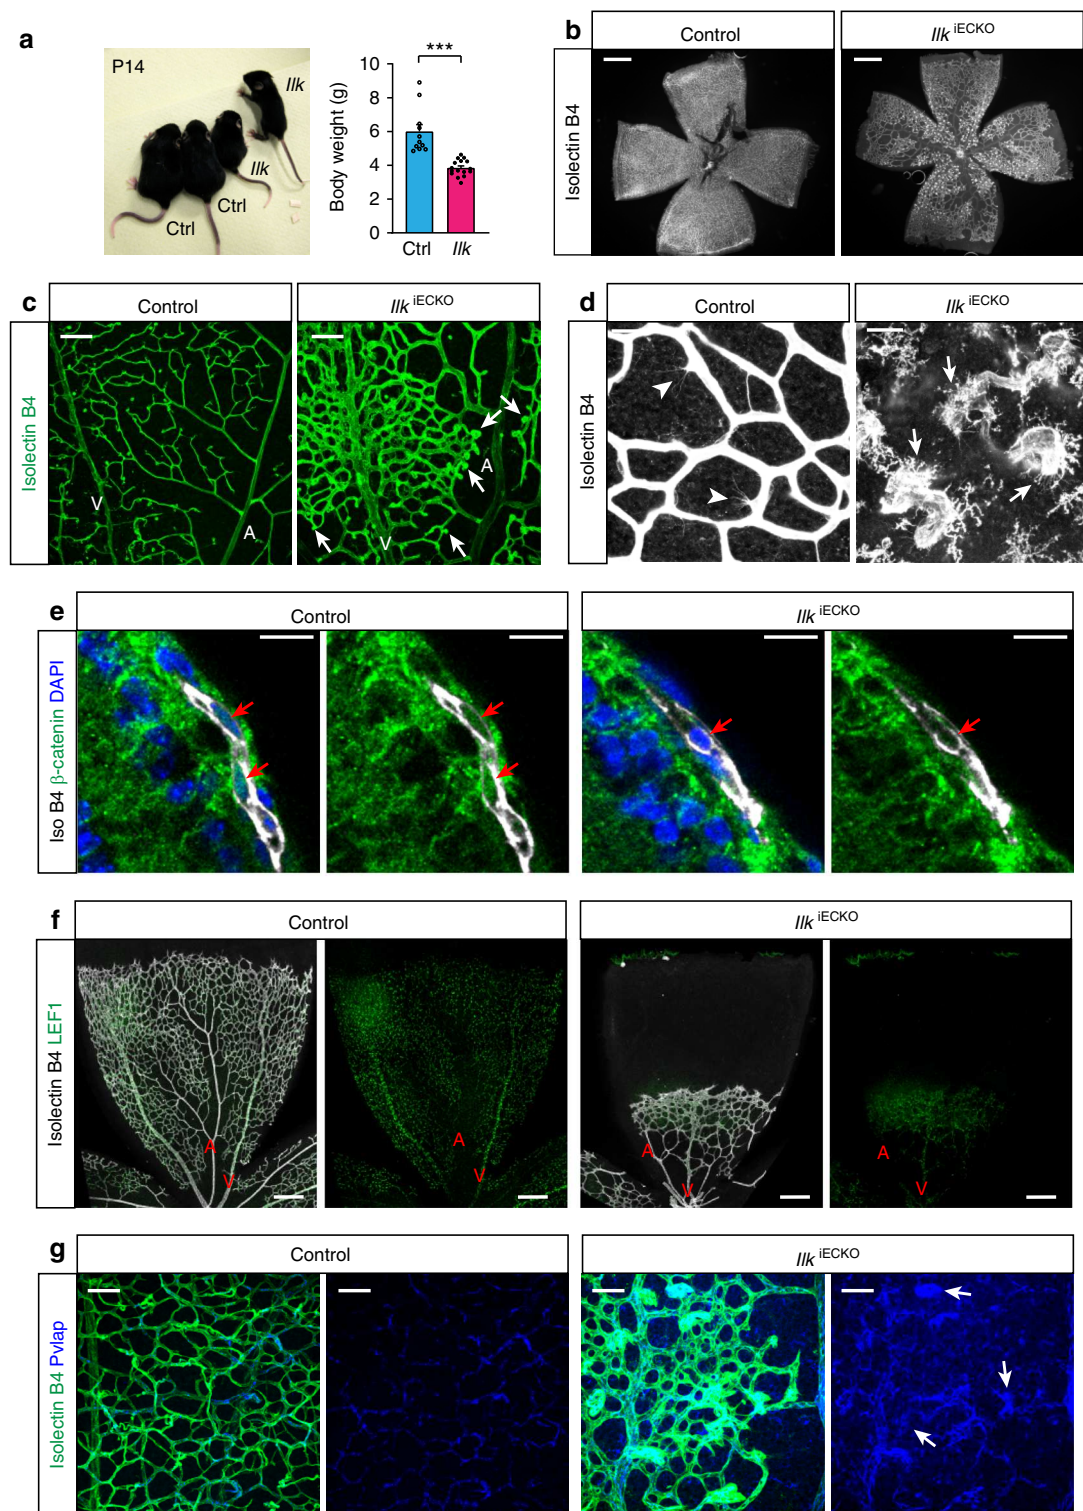 a
P14
Ilk
Ilk
Ctrl
Ctrl
***
Body weight (g)
10
8
6
4
2
0
Ctrl
Ilk
b
Control
Ilk iECKO
Isolectin B4
c
Control
Ilk iECKO
Isolectin B4
V
A
A
V
d
Control
Ilk iECKO
Isolectin B4
e
Control
Ilk iECKO
Iso B4 β-catenin DAPI
f
Control
Ilk iECKO
Isolectin B4 LEF1
A
V
A
V
A
V
A
V
g
Control
Ilk iECKO
Isolectin B4 Pvlap